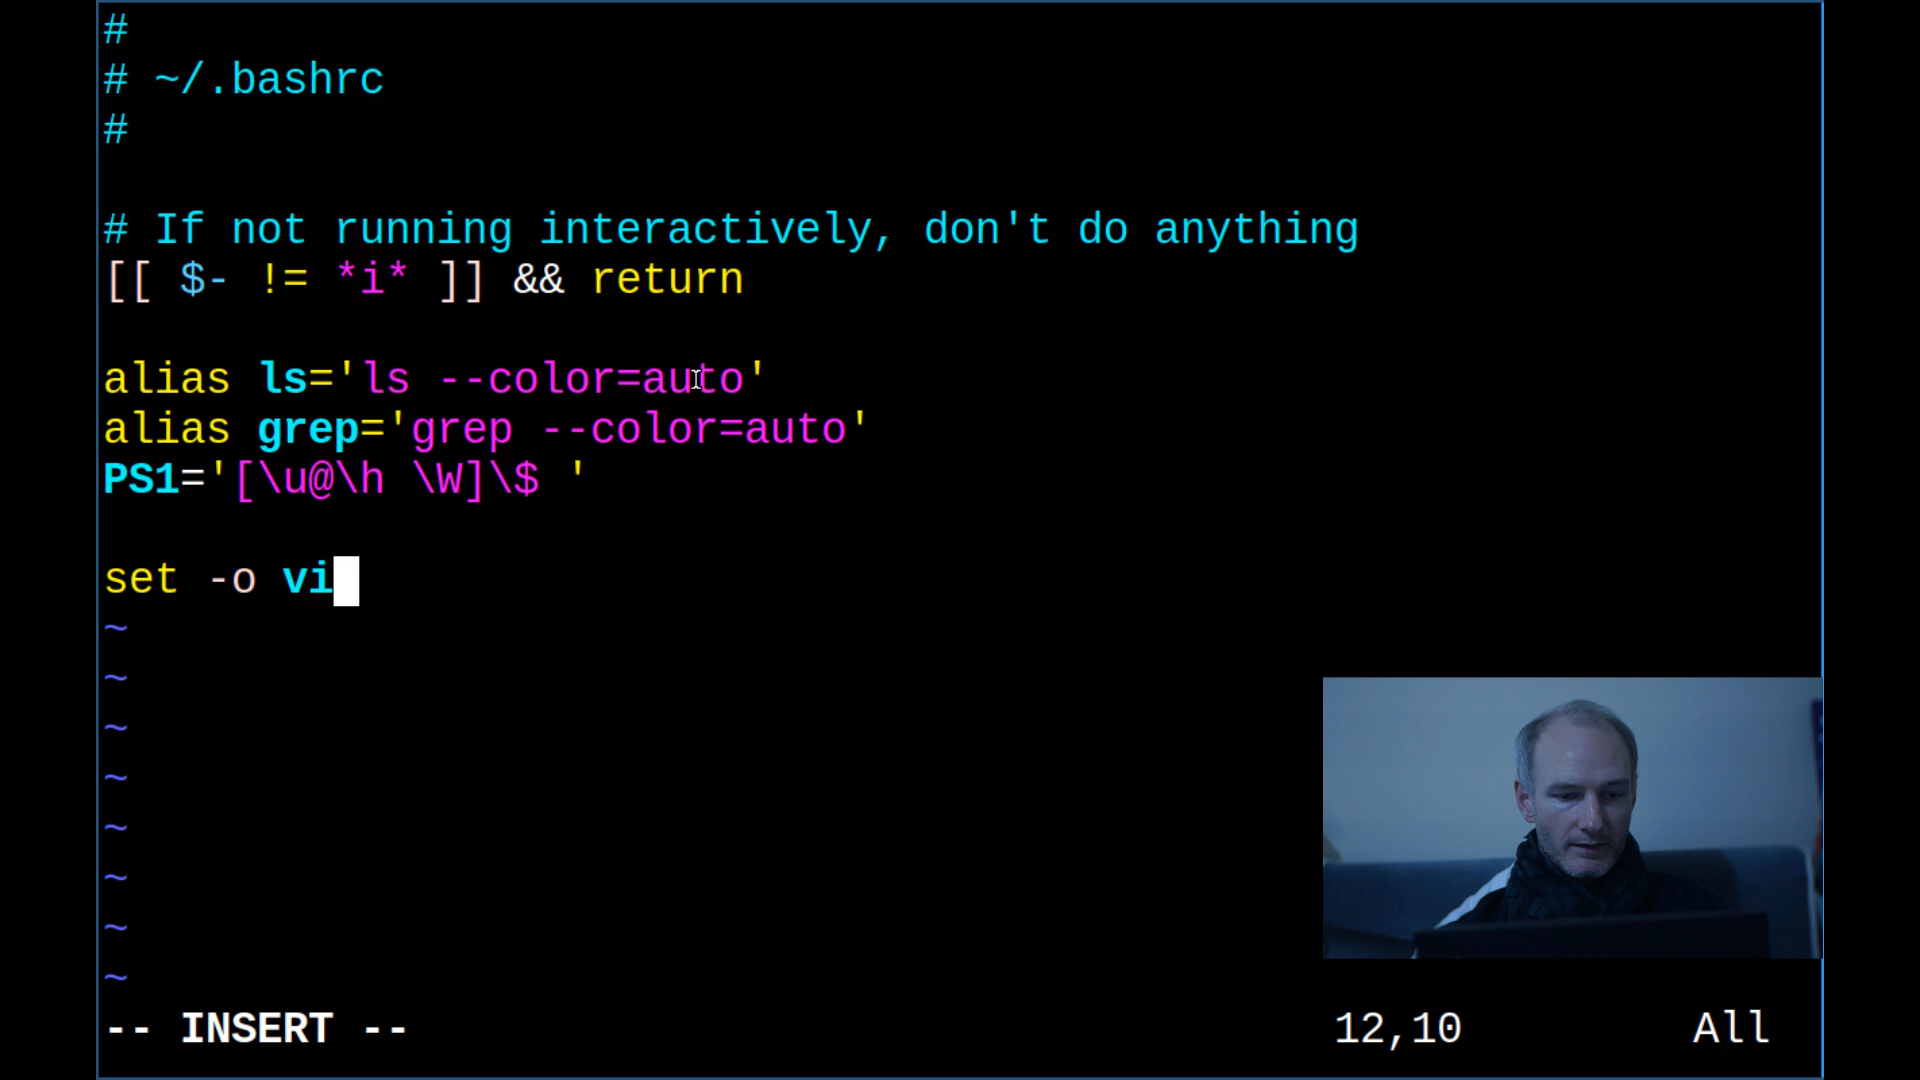 #
# ~/.bashrc
#
# If not running interactively, don't do anything
[[ $- != *i* ]] && return
alias ls='ls --color=auto'
alias grep='grep --color=auto'
PS1='[\u@\h \W]\$ '
set -o vi
~
~
~
~
~
~
~
~
-- INSERT -- 12,10 All